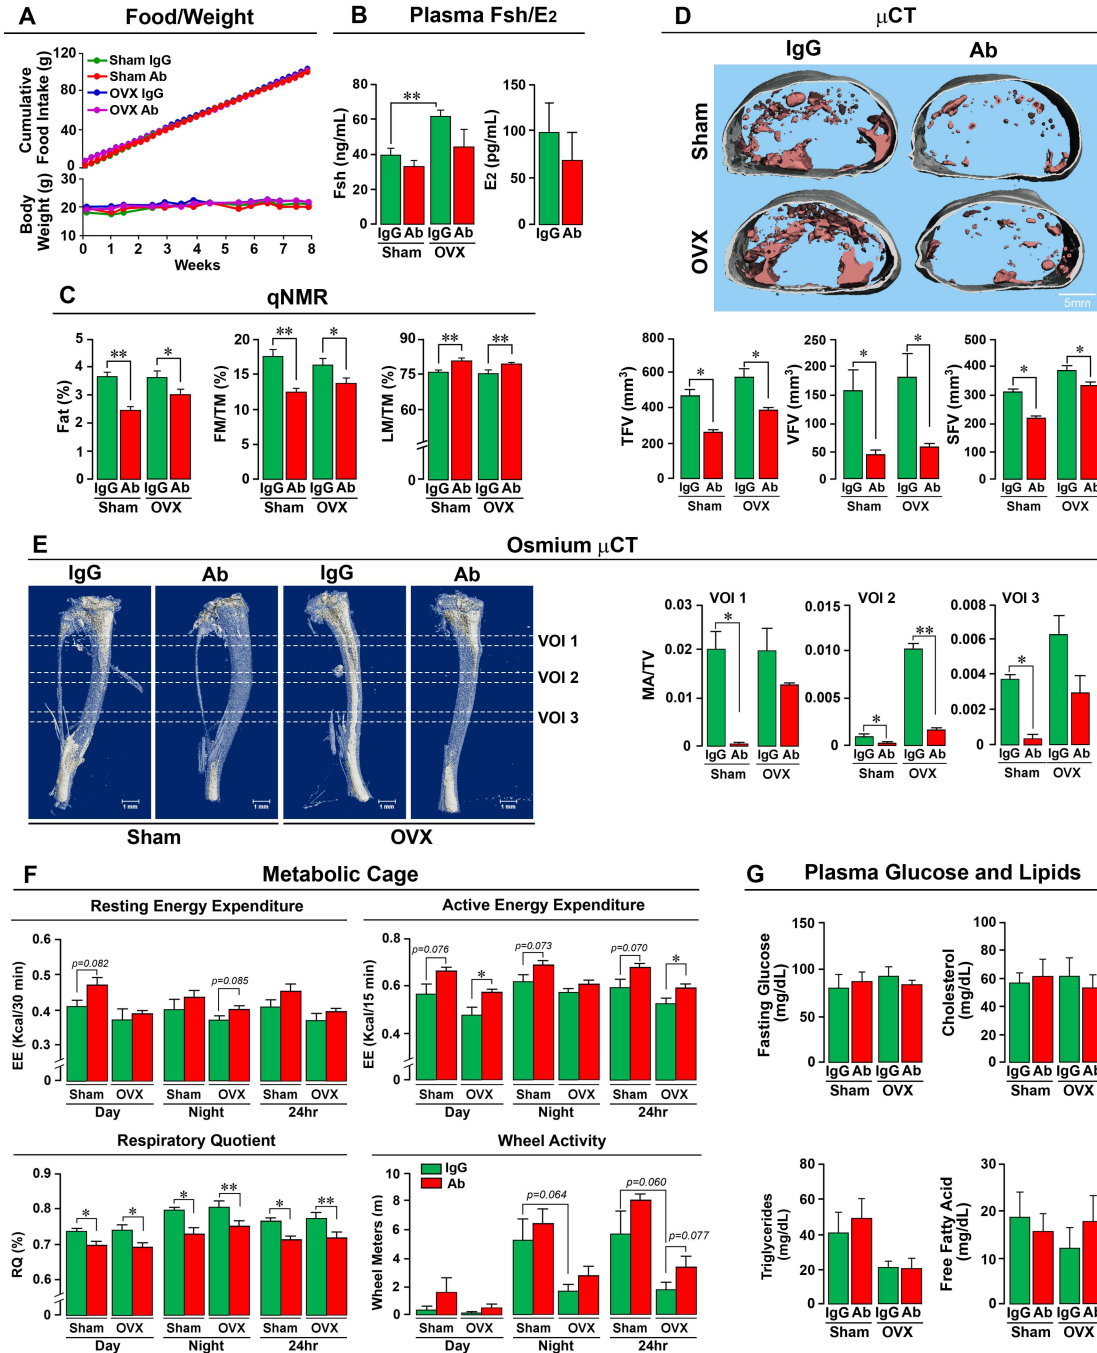 A Food/Weight
Cumulative
Food Intake (g)
120
80
40
0
Sham IgG
Sham Ab
OVX IgG
OVX Ab
Body
Weight (g)
30
20
10
0 1 2 3 4 5 6 7 8
Weeks
B Plasma Fsh/E2
Fsh (ng/mL)
80
60
40
20
0
**
IgG Ab IgG Ab
Sham OVX
E2 (pg/mL)
150
100
50
0
IgG Ab
C qNMR
Fat (%)
5
4
3
2
1
0
** *
IgG Ab IgG Ab
Sham OVX
FM/TM (%)
20
15
10
5
0
** *
IgG Ab IgG Ab
Sham OVX
LM/TM (%)
90
75
0
** **
IgG Ab IgG Ab
Sham OVX
D μCT
IgG Ab
Sham
OVX
5mm
TFV (mm3)
800
600
400
200
0
* *
IgG Ab IgG Ab
Sham OVX
VFV (mm3)
250
200
150
100
50
0
* *
IgG Ab IgG Ab
Sham OVX
SFV (mm3)
500
400
300
200
100
0
* *
IgG Ab IgG Ab
Sham OVX
E Osmium μCT
IgG Ab IgG Ab
VOI 1
VOI 2
VOI 3
1 mm 1 mm 1 mm 1 mm
Sham OVX
MA/TV
VOI 1
0.03
0.02
0.01
0
*
IgG Ab IgG Ab
Sham OVX
VOI 2
0.015
0.010
0.005
0
* **
IgG Ab IgG Ab
Sham OVX
VOI 3
0.008
0.006
0.004
0.002
0
*
IgG Ab IgG Ab
Sham OVX
F Metabolic Cage
Resting Energy Expenditure
EE (Kcal/30 min)
0.6
0.5
0.4
0.3
0
p=0.082
p=0.085
Sham OVX Sham OVX Sham OVX
Day Night 24hr
Active Energy Expenditure
EE (Kcal/15 min)
0.8
0.6
0.4
0
p=0.076 * p=0.073 p=0.070 *
Sham OVX Sham OVX Sham OVX
Day Night 24hr
Respiratory Quotient
RQ (%)
0.9
0.8
0.7
0.6
0
* * * ** * **
Sham OVX Sham OVX Sham OVX
Day Night 24hr
Wheel Activity
Wheel Meters (m)
10
8
6
4
2
0
IgG
Ab
p=0.064
p=0.060
p=0.077
Sham OVX Sham OVX Sham OVX
Day Night 24hr
G Plasma Glucose and Lipids
Fasting Glucose
(mg/dL)
150
100
50
0
IgG Ab IgG Ab
Sham OVX
Cholesterol
(mg/dL)
100
80
60
40
20
0
IgG Ab IgG Ab
Sham OVX
Triglycerides
(mg/dL)
80
60
40
20
0
IgG Ab IgG Ab
Sham OVX
Free Fatty Acid
(mg/dL)
30
20
10
0
IgG Ab IgG Ab
Sham OVX